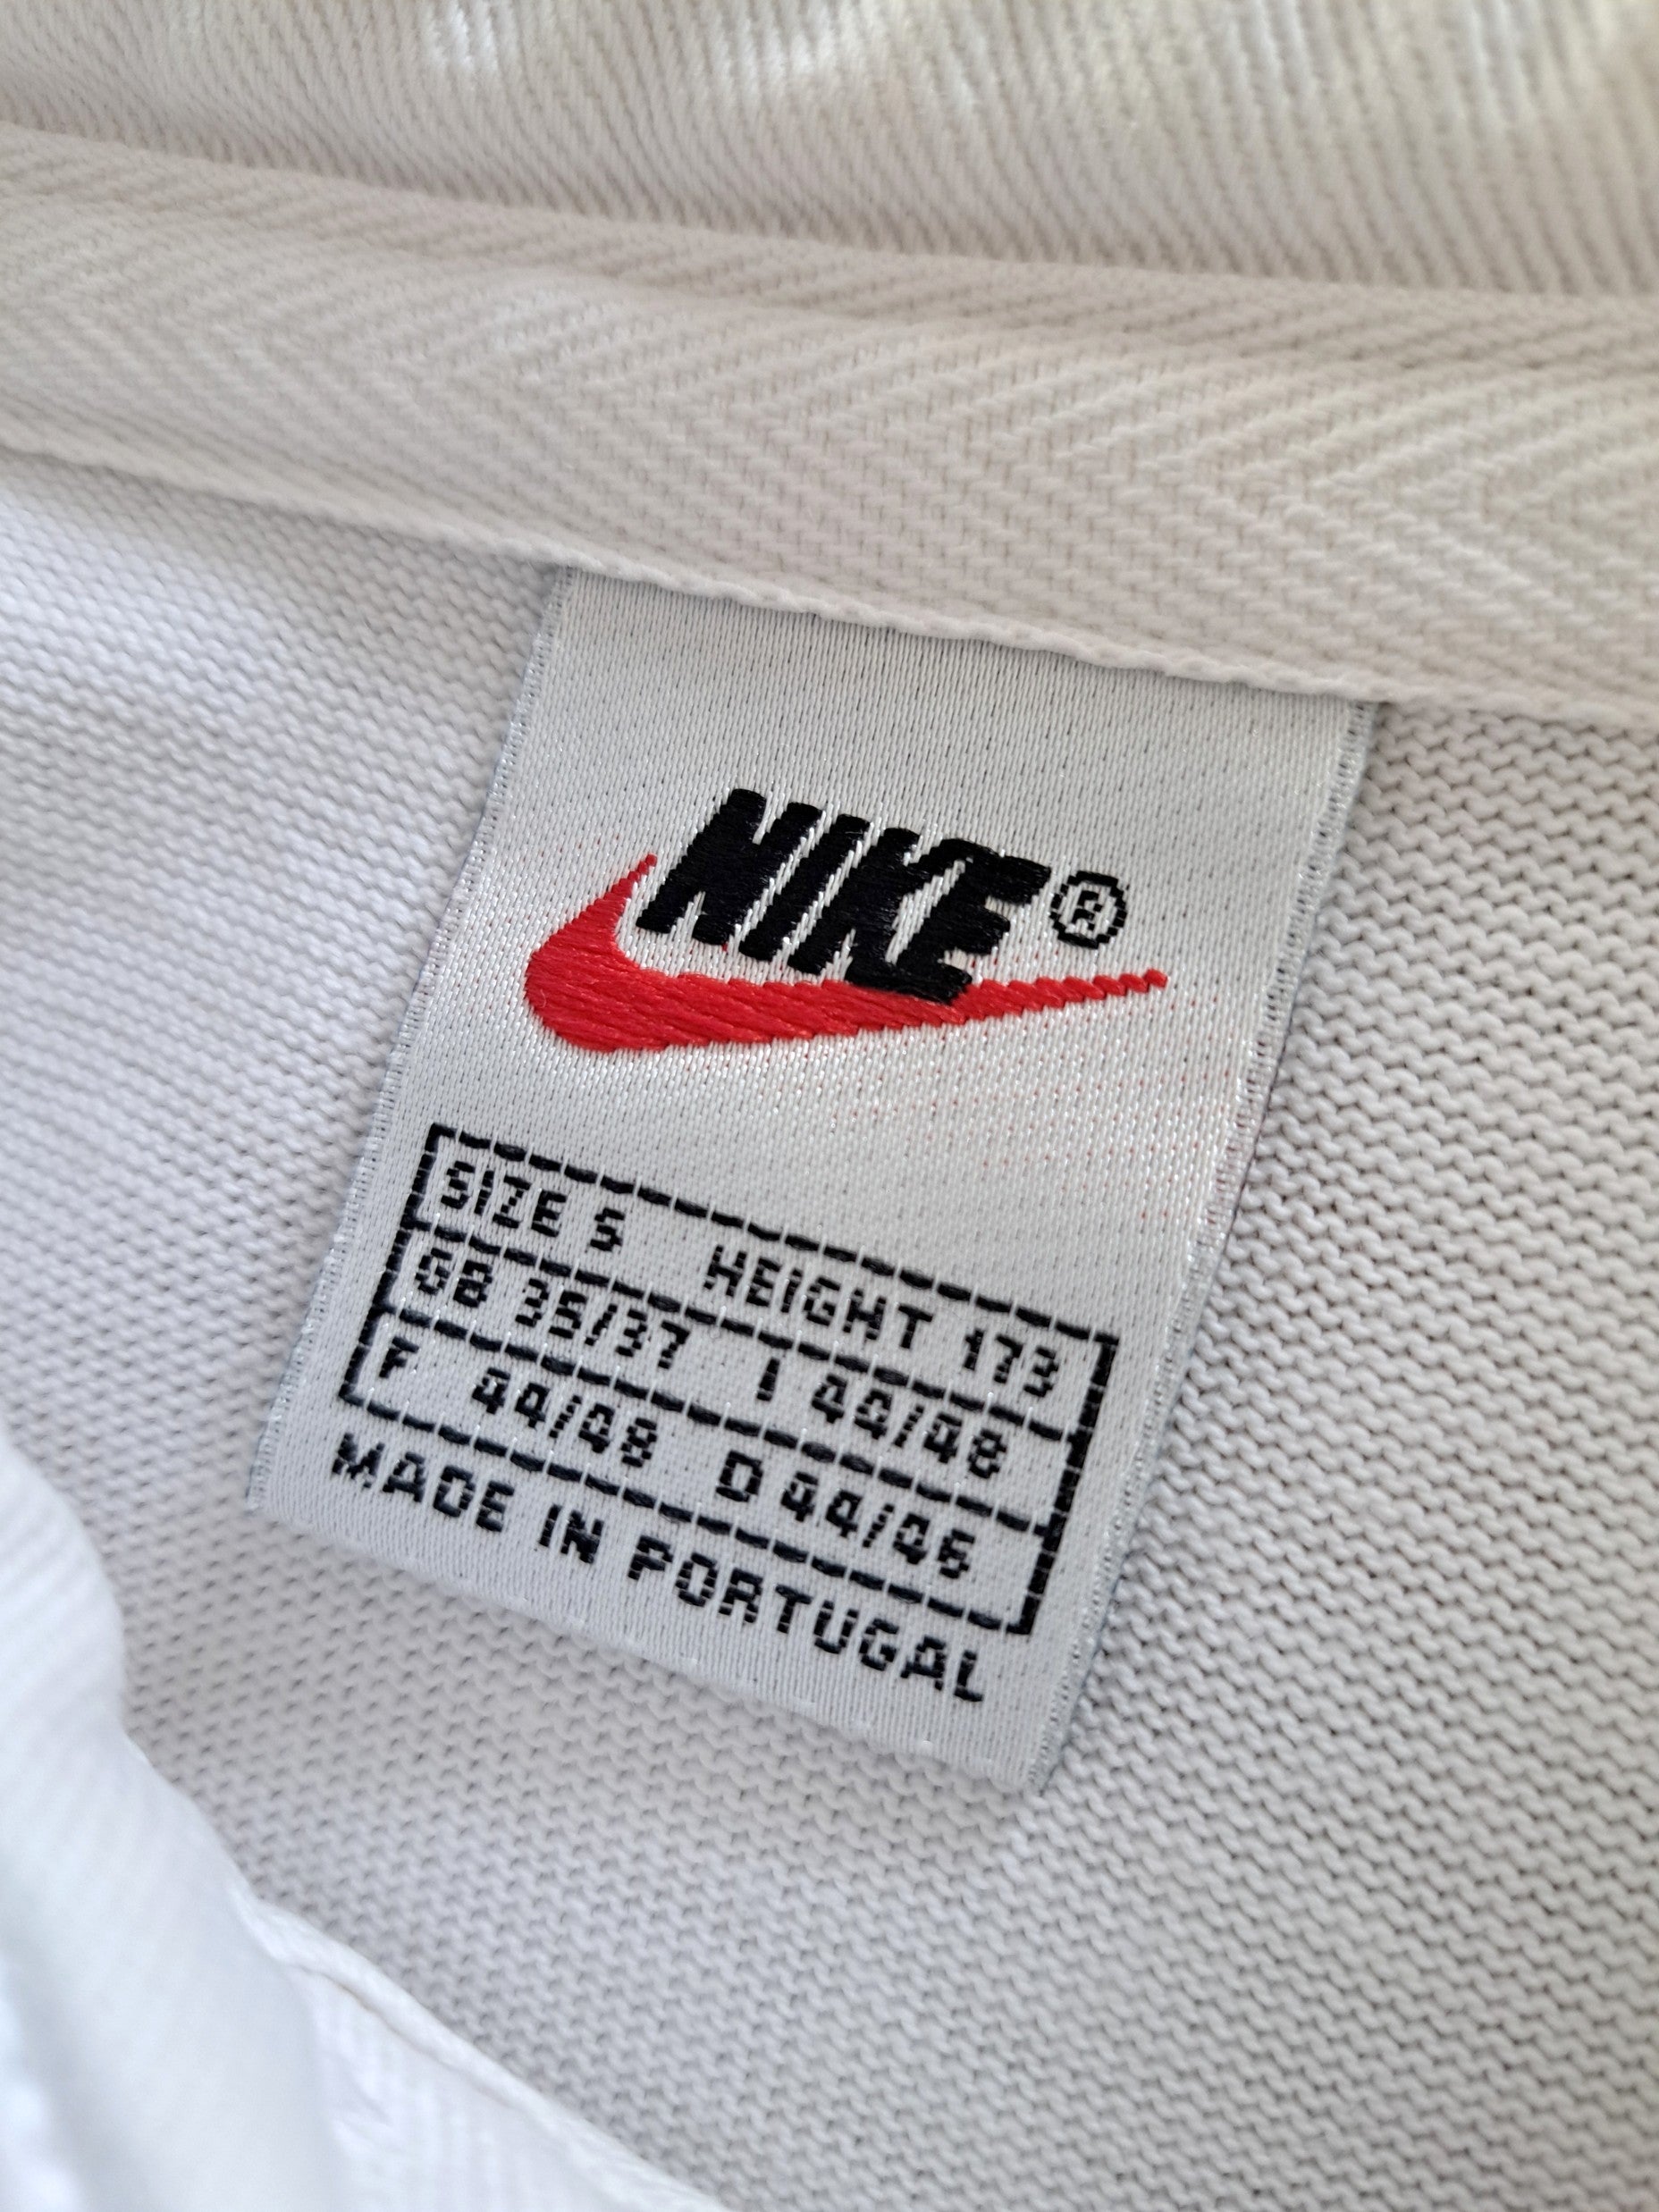 NIKE®
SIZE S HEIGHT 173
GB 35/37 I 44/48
F 44/48 D 44/46
MADE IN PORTUGAL